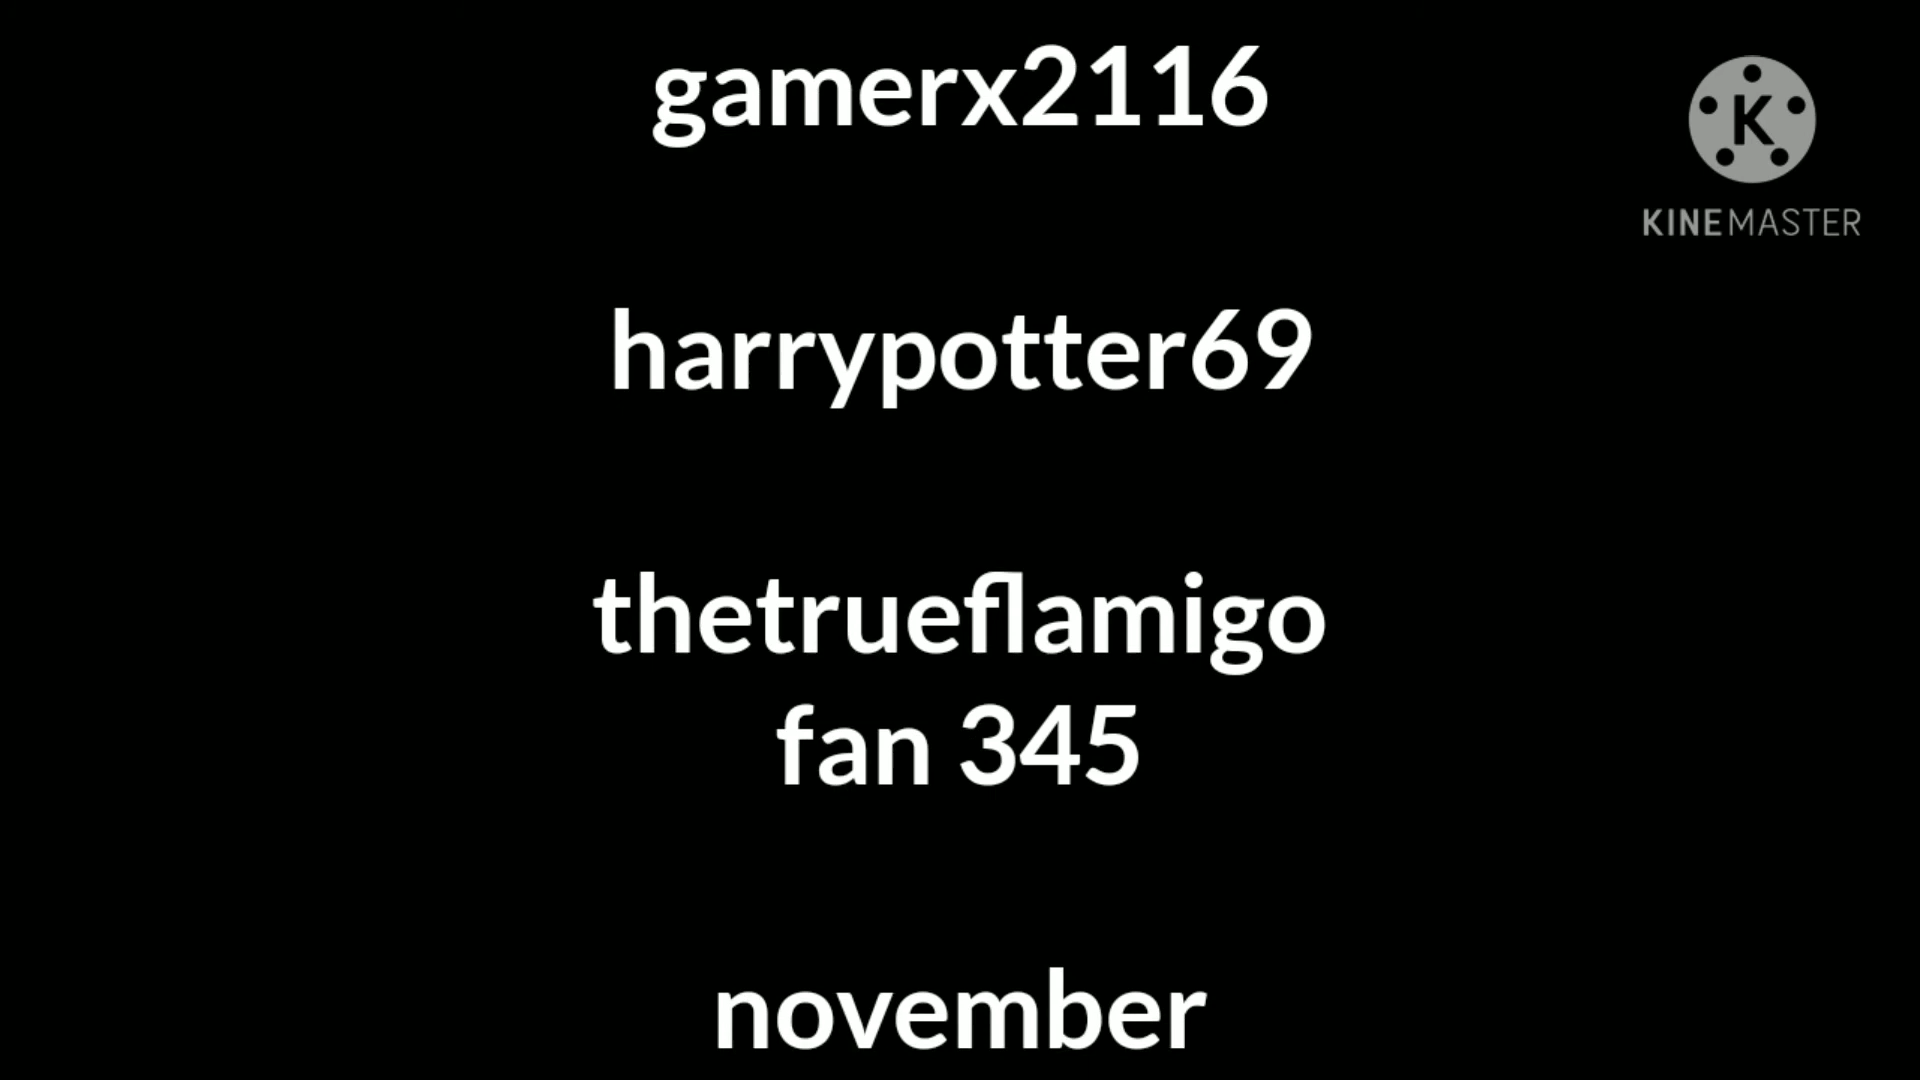 gamerx2116
K
KINEMASTER
harrypotter69
thetrueflamigo
fan 345
november